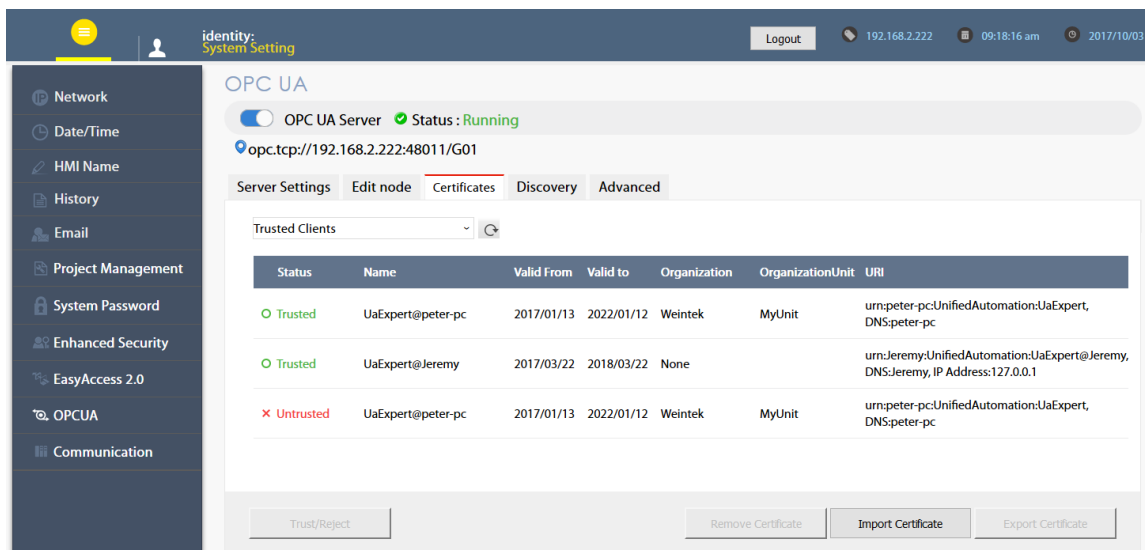 identity:
System Setting
Logout
192.168.2.222
09:18:16 am
2017/10/03
Network
Date/Time
HMI Name
History
Email
Project Management
System Password
Enhanced Security
EasyAccess 2.0
OPCUA
Communication
OPC UA
OPC UA Server Status : Running
opc.tcp://192.168.2.222:48011/G01
Server Settings Edit node Certificates Discovery Advanced
Trusted Clients
Status Name Valid From Valid to Organization OrganizationUnit URI
Trusted UaExpert@peter-pc 2017/01/13 2022/01/12 Weintek MyUnit urn:peter-pc:UnifiedAutomation:UaExpert,
DNS:peter-pc
Trusted UaExpert@Jeremy 2017/03/22 2018/03/22 None urn:Jeremy:UnifiedAutomation:UaExpert@Jeremy,
DNS:Jeremy, IP Address:127.0.0.1
Untrusted UaExpert@peter-pc 2017/01/13 2022/01/12 Weintek MyUnit urn:peter-pc:UnifiedAutomation:UaExpert,
DNS:peter-pc
Trust/Reject Remove Certificate Import Certificate Export Certificate